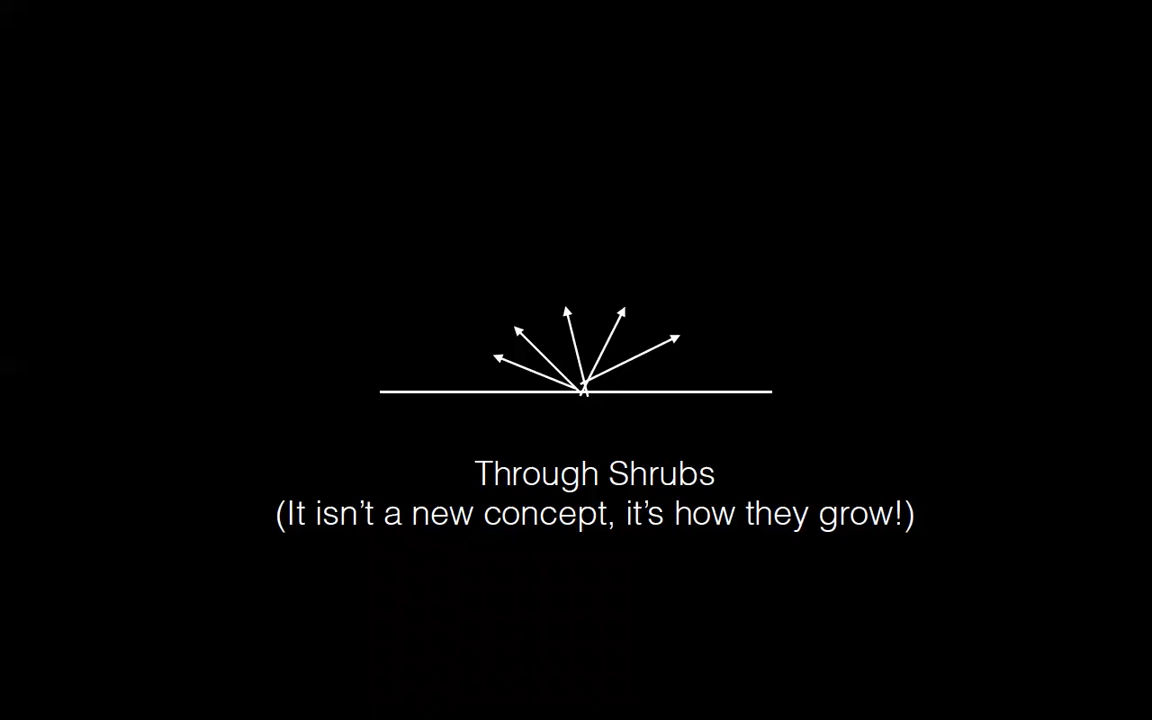 Through Shrubs
(It isn’t a new concept, it’s how they grow!)